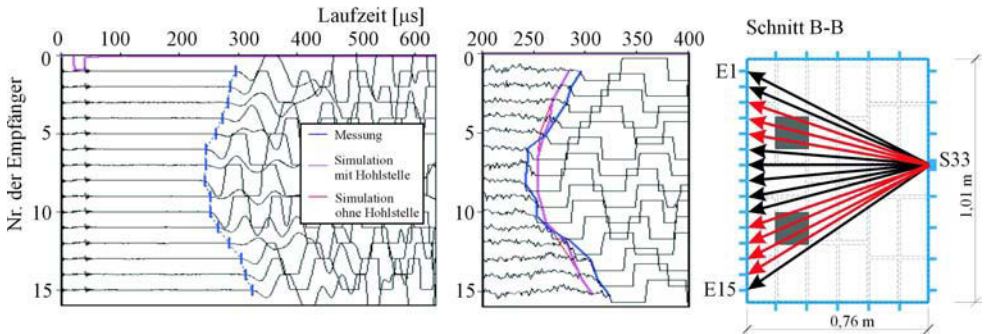 Laufzeit [µs]
0 100 200 300 400 500 600
0
5
10
15
Nr. der Empfänger
Messung
Simulation
mit Hohlstelle
Simulation
ohne Hohlstelle
200 250 300 350 400
0
5
10
15
Schnitt B-B
E1
S33
E15
1,01 m
0,76 m